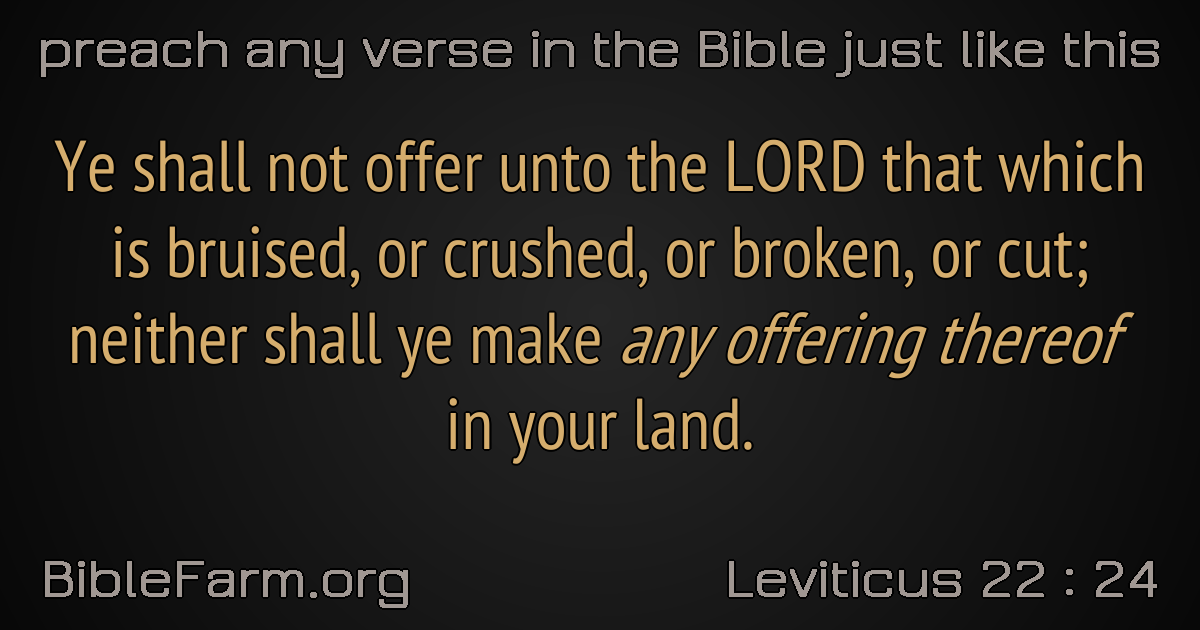 preach any verse in the Bible just like this
Ye shall not offer unto the LORD that which
is bruised, or crushed, or broken, or cut;
neither shall ye make any offering thereof
in your land.
BibleFarm.org
Leviticus 22 : 24